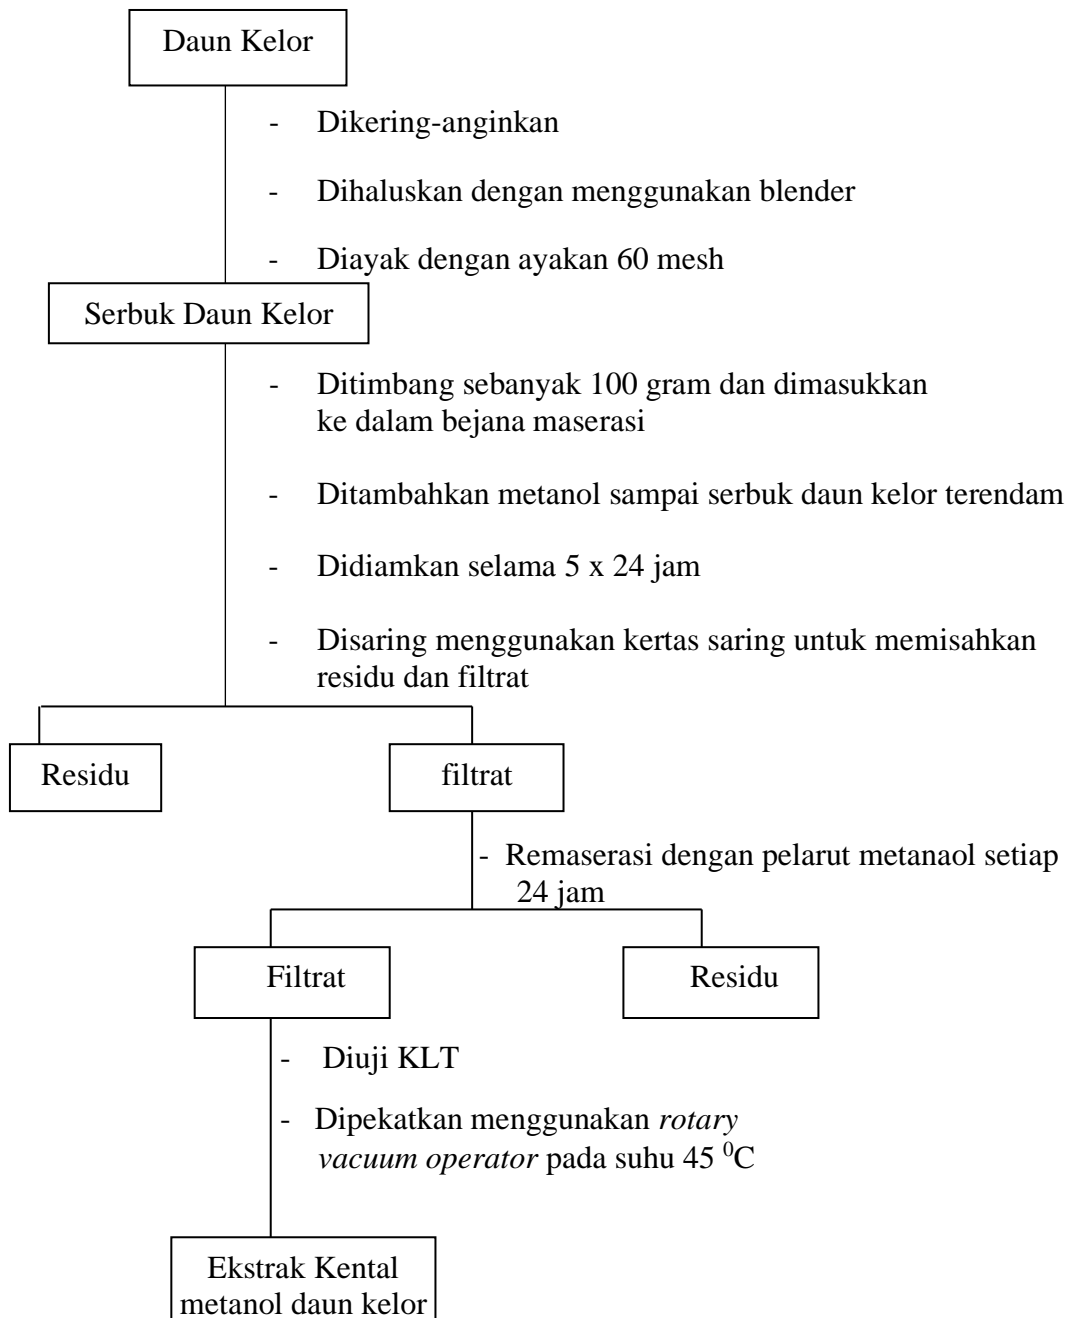 Daun Kelor
- Dikering-anginkan
- Dihaluskan dengan menggunakan blender
- Diayak dengan ayakan 60 mesh
Serbuk Daun Kelor
- Ditimbang sebanyak 100 gram dan dimasukkan
ke dalam bejana maserasi
- Ditambahkan metanol sampai serbuk daun kelor terendam
- Didiamkan selama 5 x 24 jam
- Disaring menggunakan kertas saring untuk memisahkan
residu dan filtrat
Residu
filtrat
- Remaserasi dengan pelarut metanaol setiap
24 jam
Filtrat
Residu
- Diuji KLT
- Dipekatkan menggunakan rotary
vacuum operator pada suhu 45 ⁰C
Ekstrak Kental
metanol daun kelor